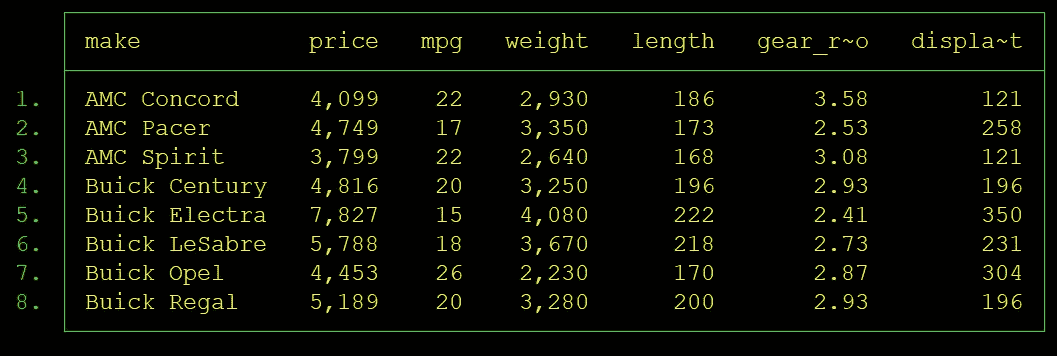 make price mpg weight length gear_r~o displa~t
1. AMC Concord 4,099 22 2,930 186 3.58 121
2. AMC Pacer 4,749 17 3,350 173 2.53 258
3. AMC Spirit 3,799 22 2,640 168 3.08 121
4. Buick Century 4,816 20 3,250 196 2.93 196
5. Buick Electra 7,827 15 4,080 222 2.41 350
6. Buick LeSabre 5,788 18 3,670 218 2.73 231
7. Buick Opel 4,453 26 2,230 170 2.87 304
8. Buick Regal 5,189 20 3,280 200 2.93 196